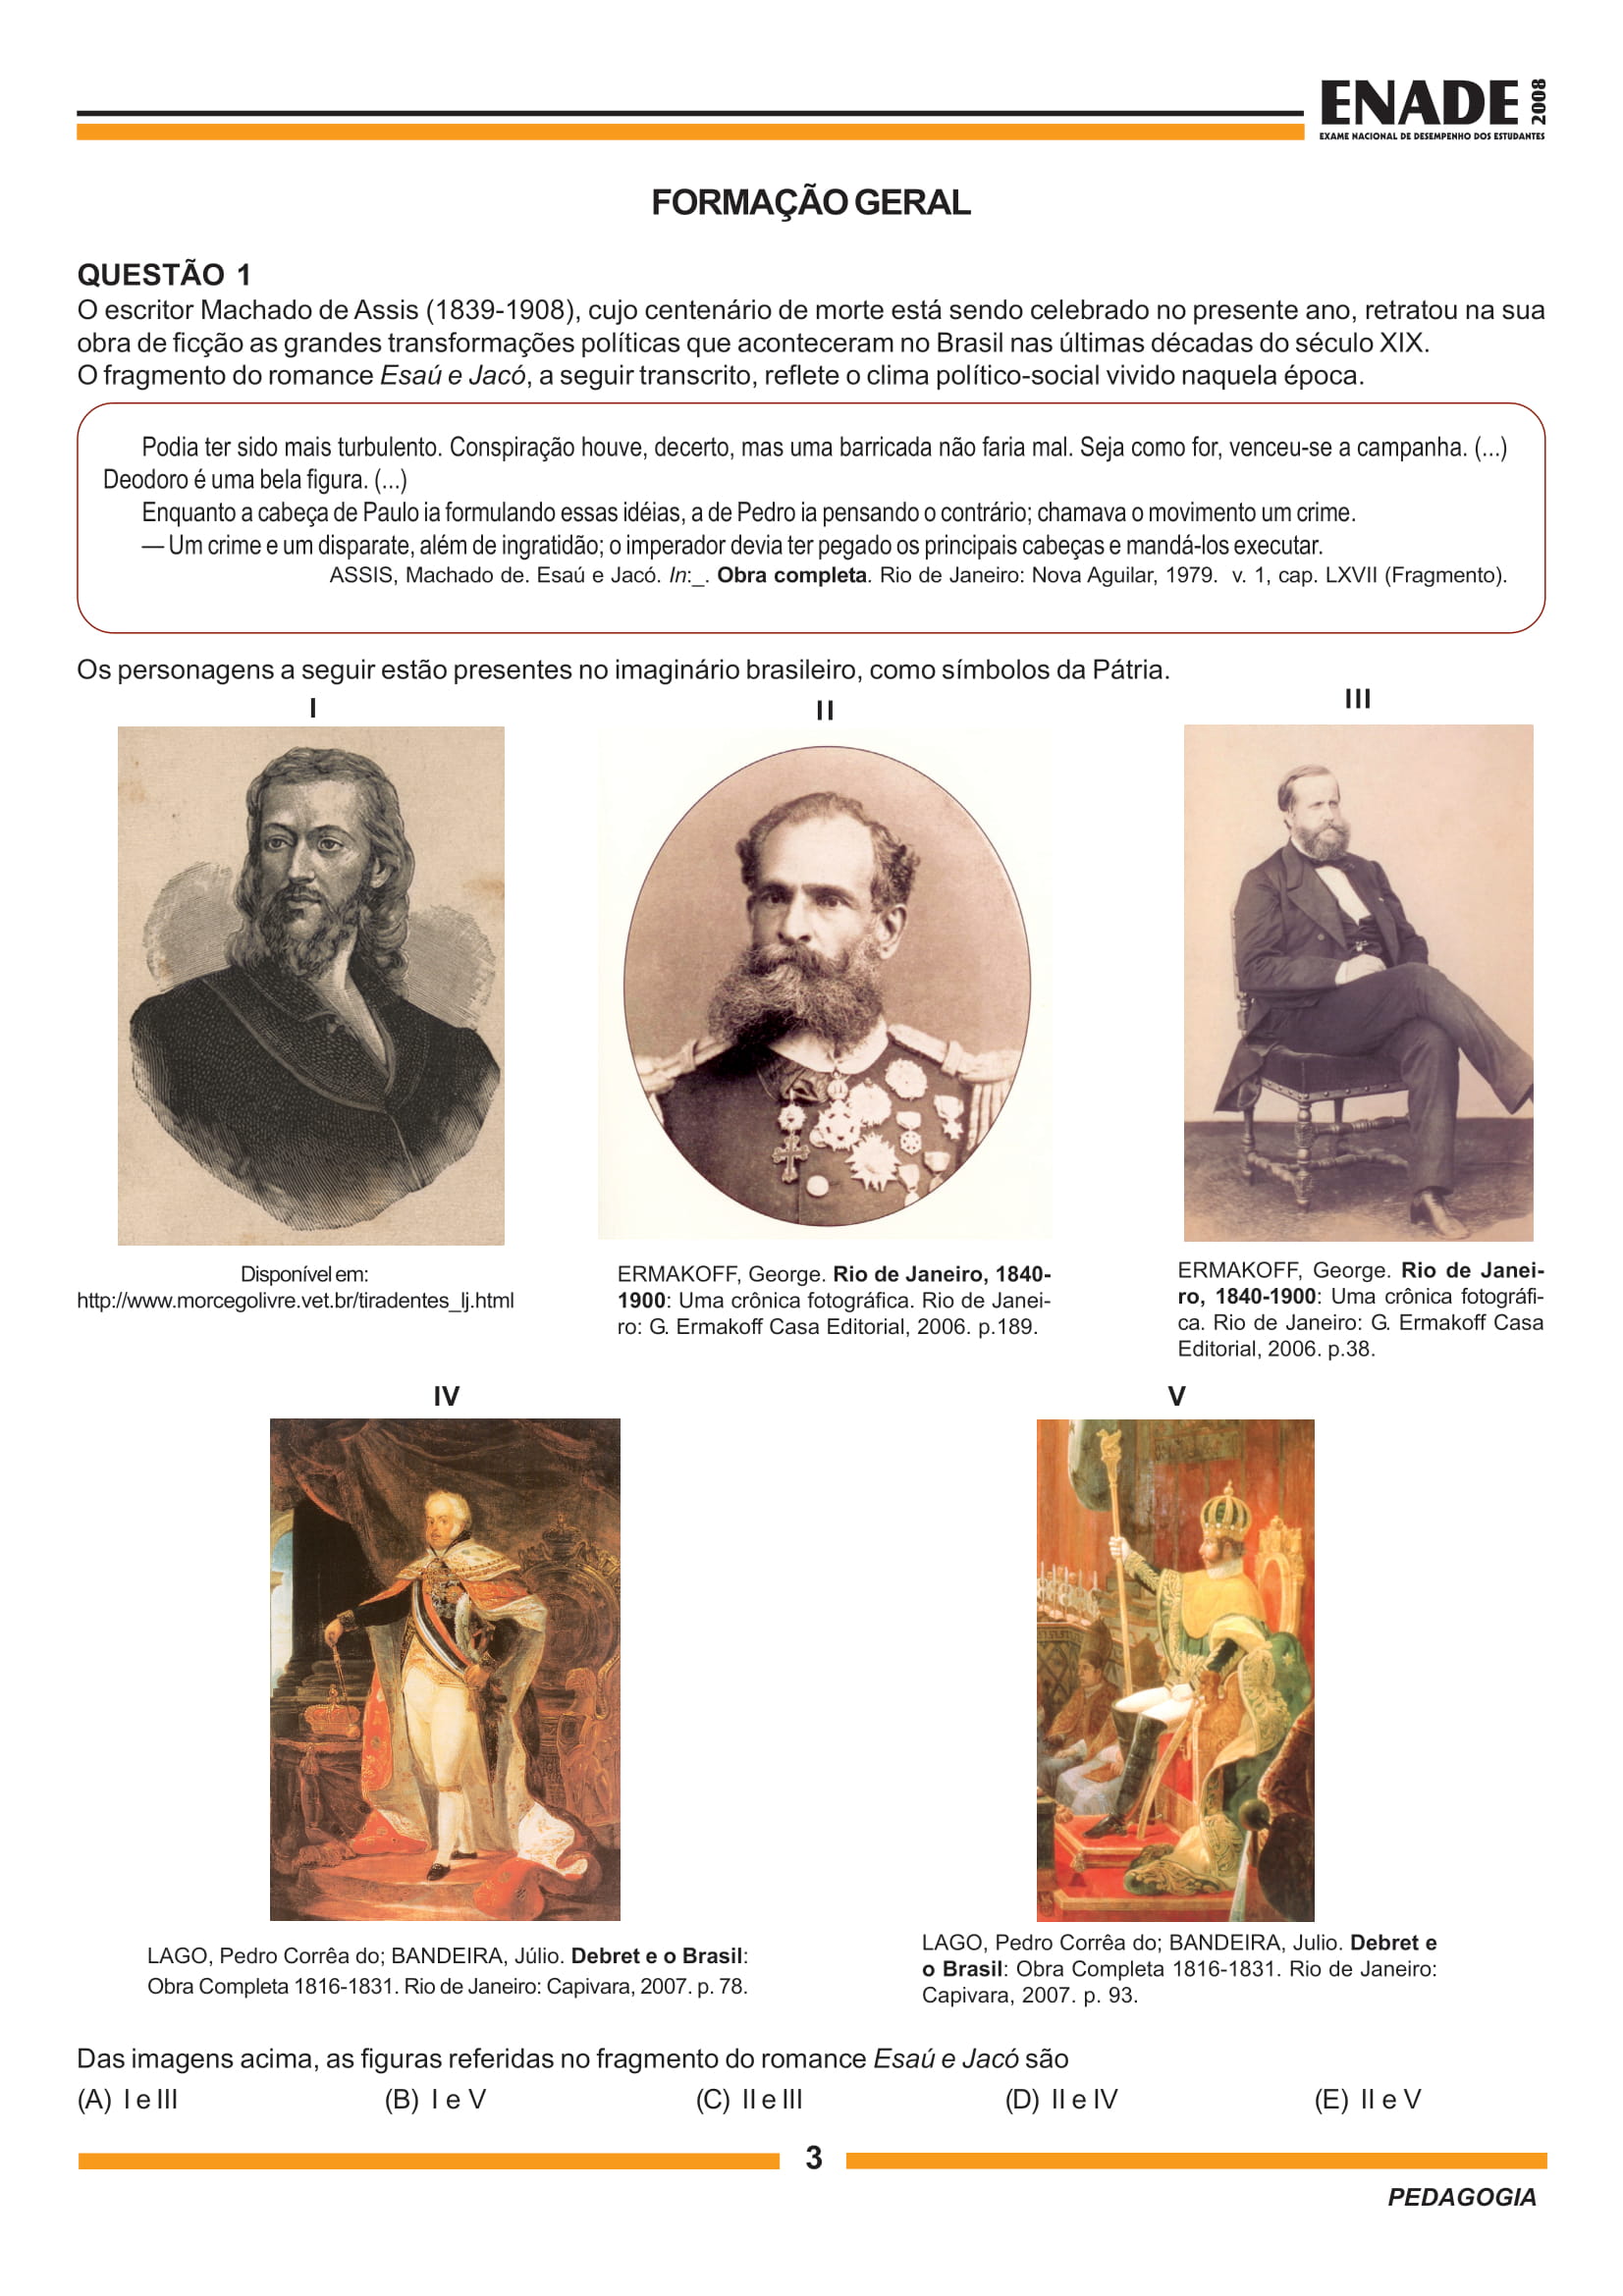 ENADE 2008
EXAME NACIONAL DE DESEMPENHO DOS ESTUDANTES
FORMAÇÃO GERAL
QUESTÃO 1
O escritor Machado de Assis (1839-1908), cujo centenário de morte está sendo celebrado no presente ano, retratou na sua
obra de ficção as grandes transformações políticas que aconteceram no Brasil nas últimas décadas do século XIX.
O fragmento do romance Esaú e Jacó, a seguir transcrito, reflete o clima político-social vivido naquela época.
Podia ter sido mais turbulento. Conspiração houve, decerto, mas uma barricada não faria mal. Seja como for, venceu-se a campanha. (...)
Deodoro é uma bela figura. (...)
Enquanto a cabeça de Paulo ia formulando essas idéias, a de Pedro ia pensando o contrário; chamava o movimento um crime.
— Um crime e um disparate, além de ingratidão; o imperador devia ter pegado os principais cabeças e mandá-los executar.
ASSIS, Machado de. Esaú e Jacó. In:_. Obra completa. Rio de Janeiro: Nova Aguilar, 1979. v. 1, cap. LXVII (Fragmento).
Os personagens a seguir estão presentes no imaginário brasileiro, como símbolos da Pátria.
I
II
III
Disponível em:
http://www.morcegolivre.vet.br/tiradentes_lj.html
ERMAKOFF, George. Rio de Janeiro, 1840-
1900: Uma crônica fotográfica. Rio de Janei-
ro: G. Ermakoff Casa Editorial, 2006. p.189.
ERMAKOFF, George. Rio de Janei-
ro, 1840-1900: Uma crônica fotográfi-
ca. Rio de Janeiro: G. Ermakoff Casa
Editorial, 2006. p.38.
IV
V
LAGO, Pedro Corrêa do; BANDEIRA, Júlio. Debret e o Brasil:
Obra Completa 1816-1831. Rio de Janeiro: Capivara, 2007. p. 78.
LAGO, Pedro Corrêa do; BANDEIRA, Julio. Debret e
o Brasil: Obra Completa 1816-1831. Rio de Janeiro:
Capivara, 2007. p. 93.
Das imagens acima, as figuras referidas no fragmento do romance Esaú e Jacó são
(A) I e III (B) I e V (C) II e III (D) II e IV (E) II e V
3
PEDAGOGIA